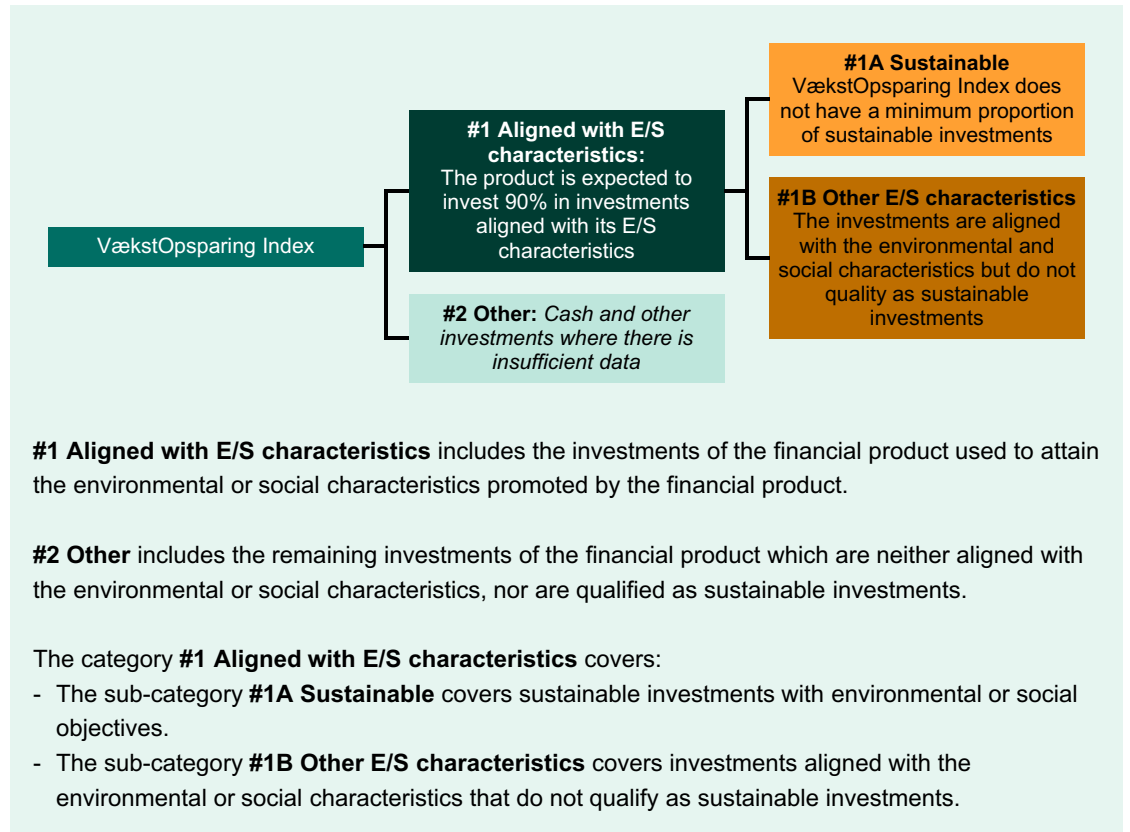 VækstOpsparing Index
#1 Aligned with E/S
characteristics:
The product is expected to
invest 90% in investments
aligned with its E/S
characteristics
#2 Other: Cash and other
investments where there is
insufficient data
#1A Sustainable
VækstOpsparing Index does
not have a minimum proportion
of sustainable investments
#1B Other E/S characteristics
The investments are aligned
with the environmental and
social characteristics but do not
quality as sustainable
investments
#1 Aligned with E/S characteristics includes the investments of the financial product used to attain
the environmental or social characteristics promoted by the financial product.
#2 Other includes the remaining investments of the financial product which are neither aligned with
the environmental or social characteristics, nor are qualified as sustainable investments.
The category #1 Aligned with E/S characteristics covers:
- The sub-category #1A Sustainable covers sustainable investments with environmental or social
objectives.
- The sub-category #1B Other E/S characteristics covers investments aligned with the
environmental or social characteristics that do not qualify as sustainable investments.